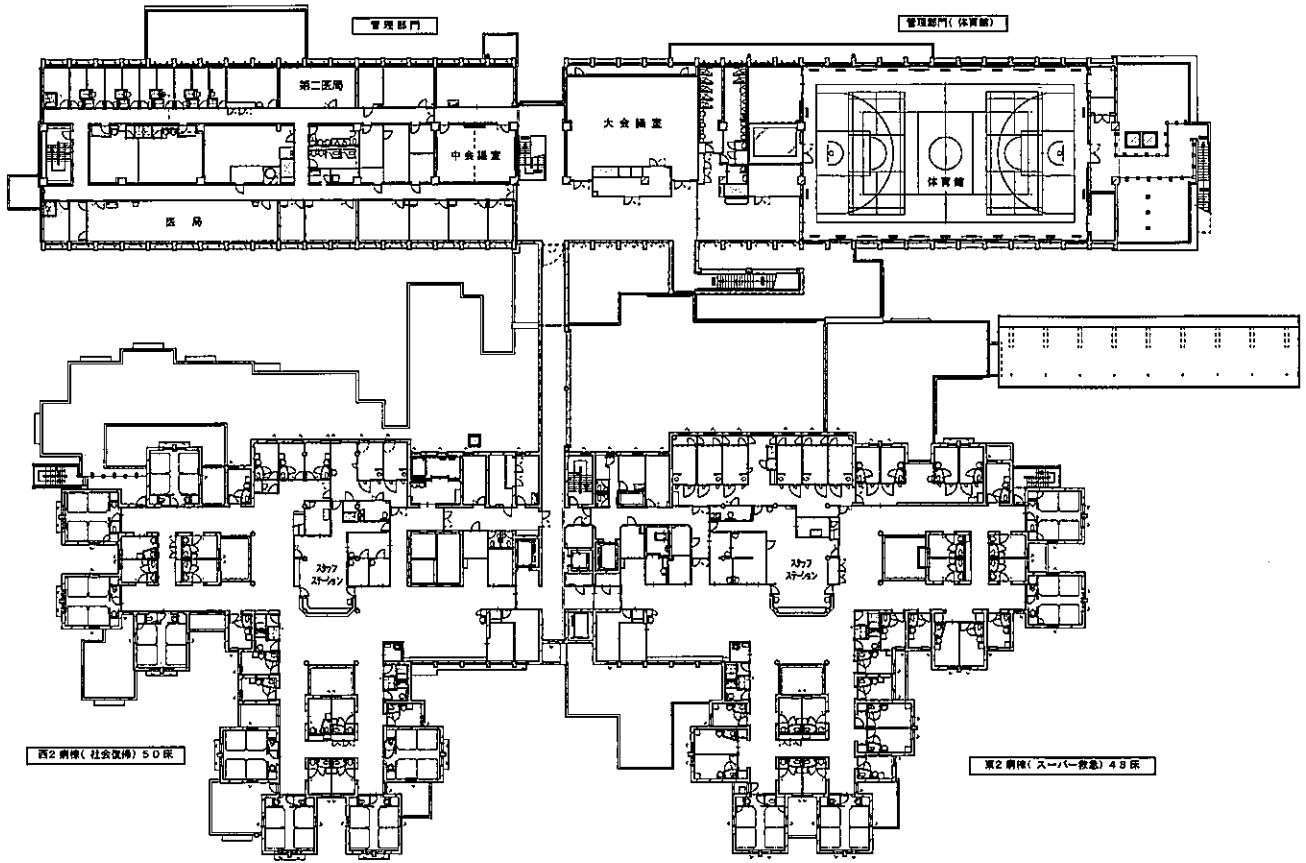 管理部門
管理部門(体育館)
第二医局
大会議室
中会議室
体育館
医局
スタッフ
ステーション
スタッフ
ステーション
西2病棟(社会復帰)50床
東2病棟(スーパー救急)48床